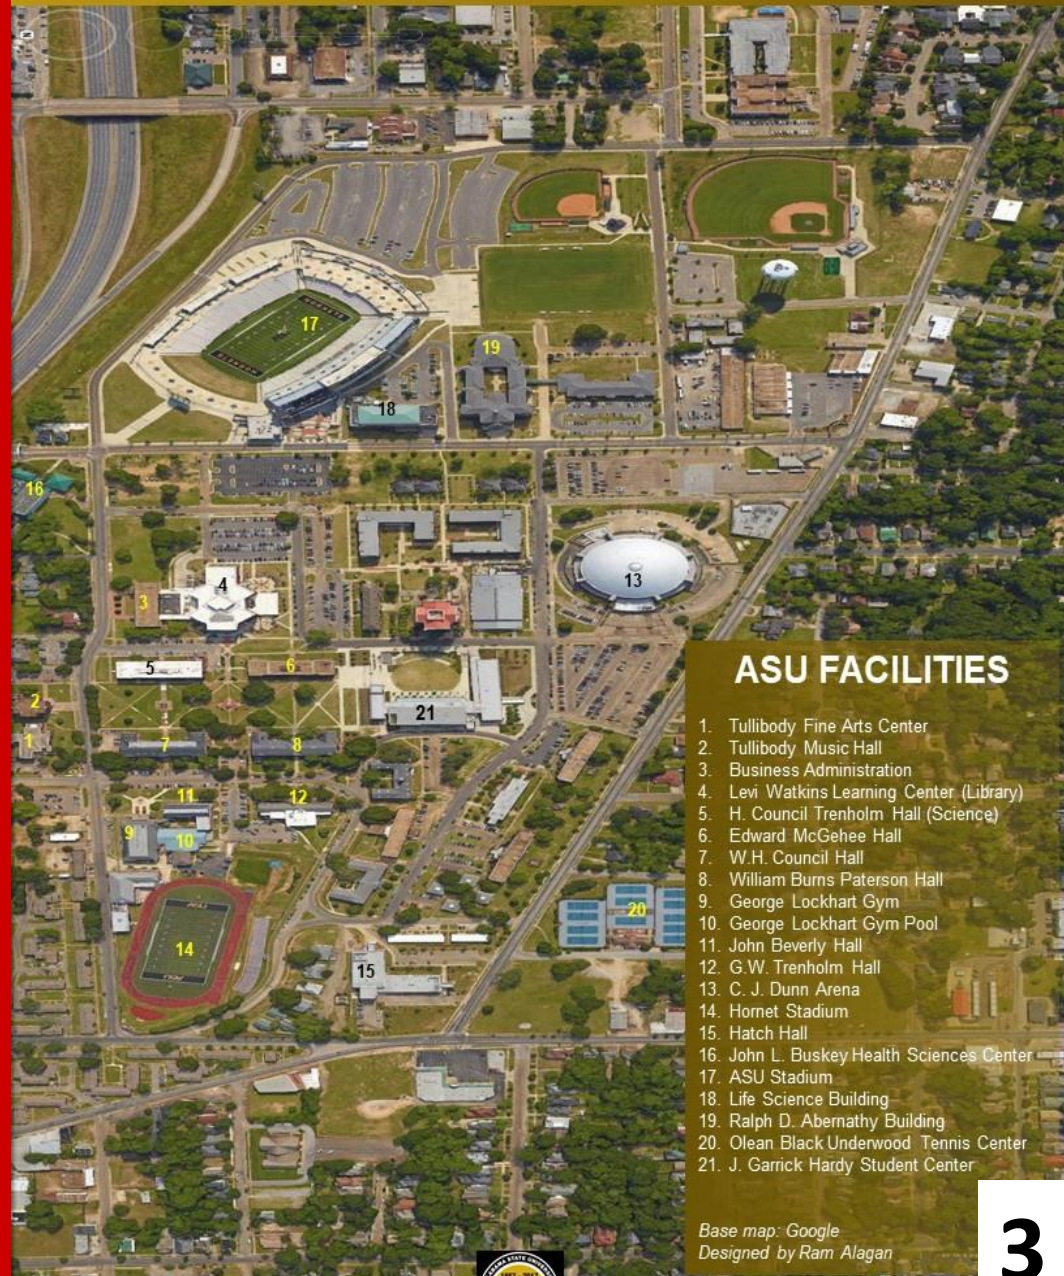 N
17
19
18
16
4
13
3
5
6
2
21
1
7
8
11
12
9
10
20
14
15
ASU FACILITIES
1. Tullibody Fine Arts Center
2. Tullibody Music Hall
3. Business Administration
4. Levi Watkins Learning Center (Library)
5. H. Council Trenholm Hall (Science)
6. Edward McGehee Hall
7. W.H. Council Hall
8. William Burns Paterson Hall
9. George Lockhart Gym
10. George Lockhart Gym Pool
11. John Beverly Hall
12. G.W. Trenholm Hall
13. C. J. Dunn Arena
14. Hornet Stadium
15. Hatch Hall
16. John L. Buskey Health Sciences Center
17. ASU Stadium
18. Life Science Building
19. Ralph D. Abernathy Building
20. Olean Black Underwood Tennis Center
21. J. Garrick Hardy Student Center
Base map: Google
Designed by Ram Alagan
3